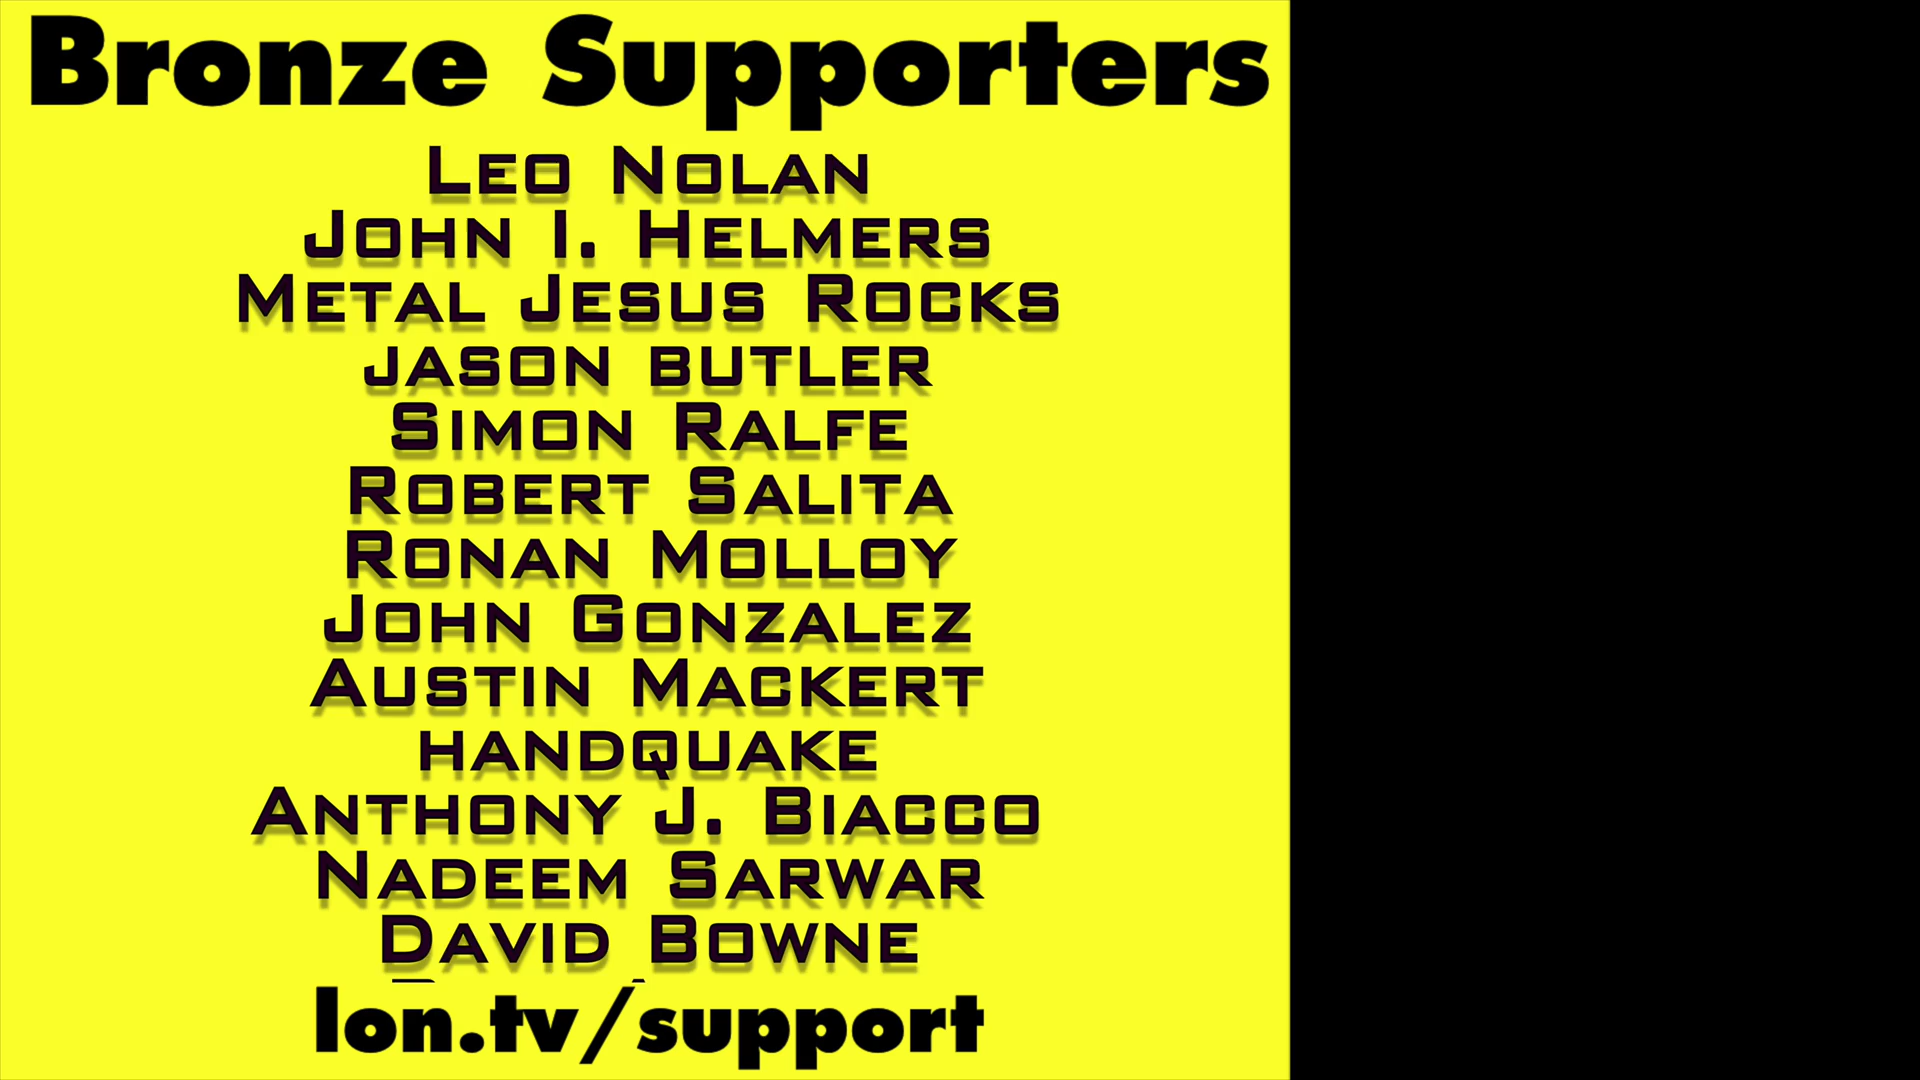 Bronze Supporters
Leo Nolan
John I. Helmers
Metal Jesus Rocks
jason butler
Simon Ralfe
Robert Salita
Ronan Molloy
John Gonzalez
Austin Mackert
handquake
Anthony J. Biacco
Nadeem Sarwar
David Bowne
lon.tv/support